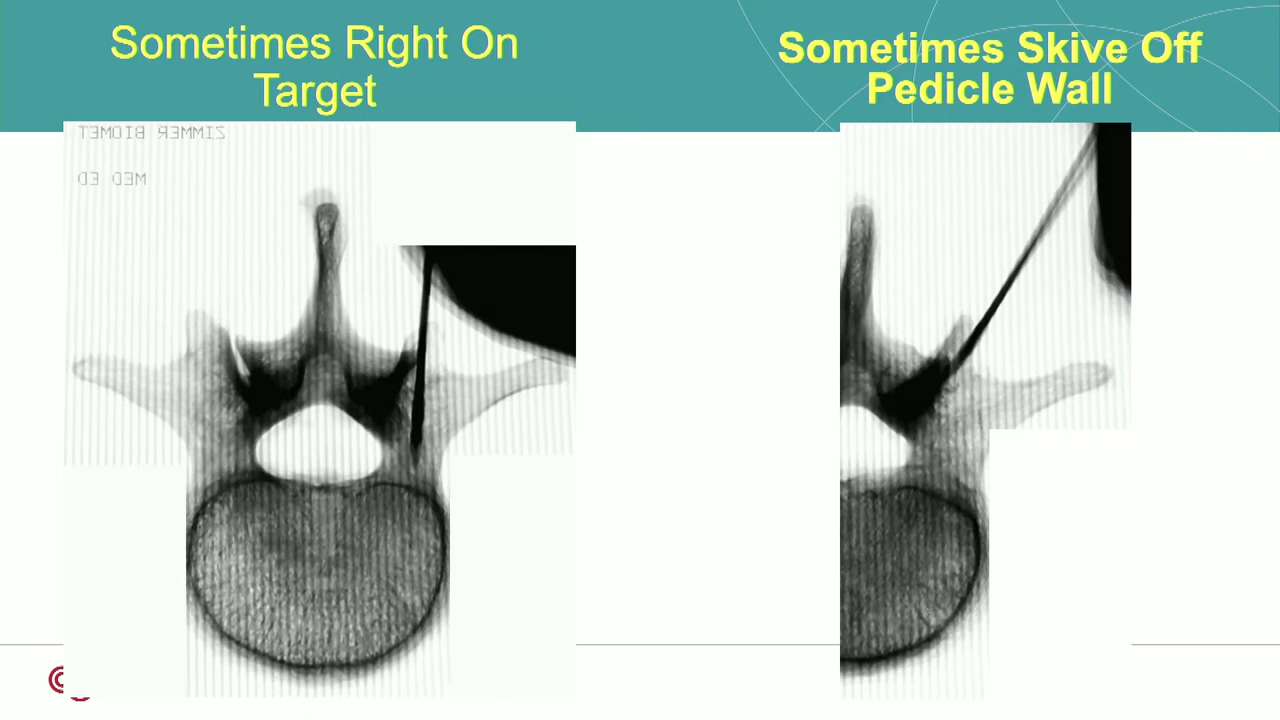 Sometimes Right On
Target
Sometimes Skive Off
Pedicle Wall
ZIMMER BIOMET
MED ED